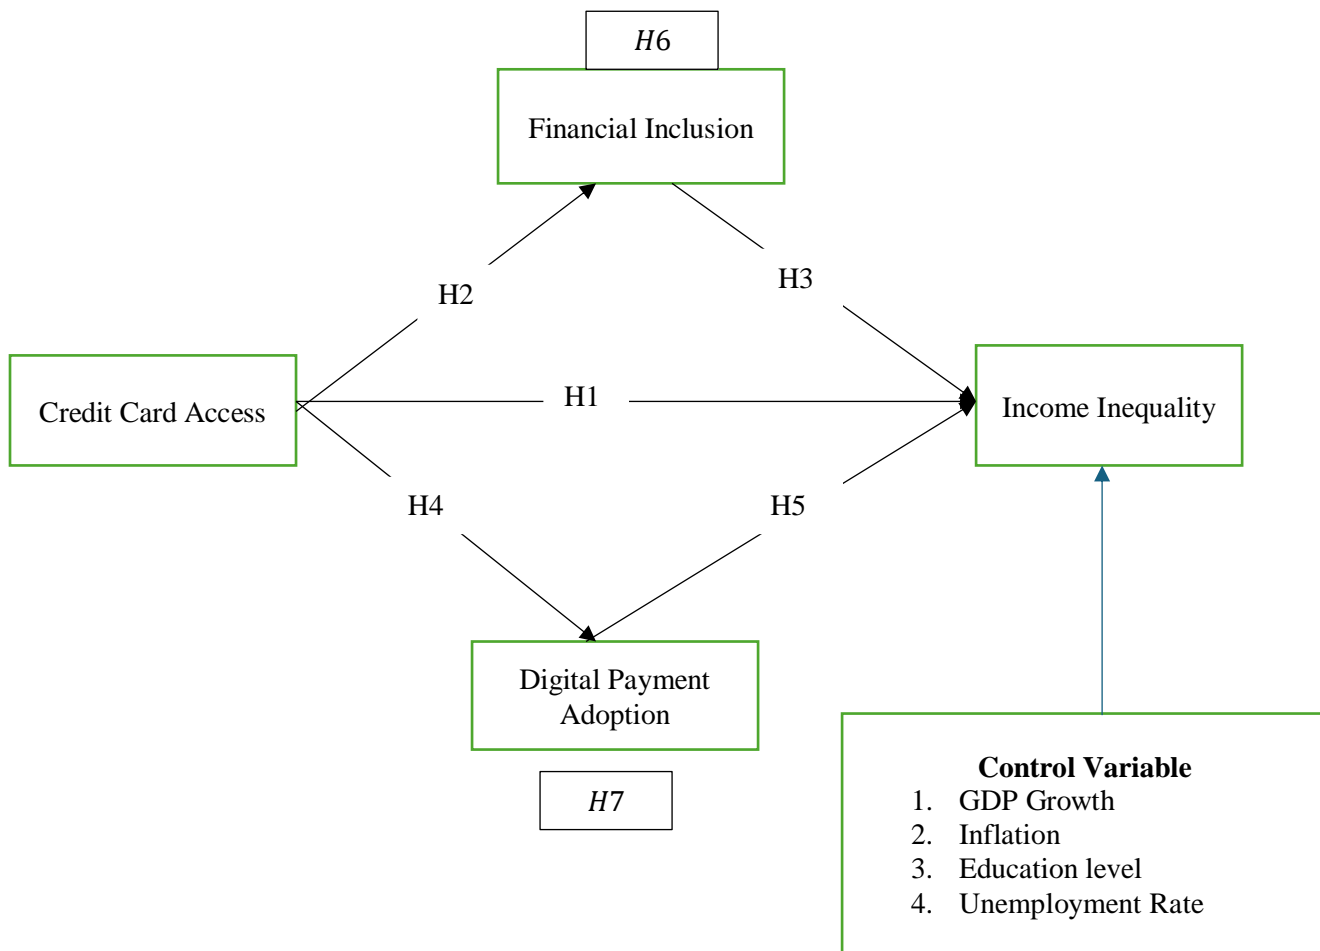 H6
Financial Inclusion
H2
H3
Credit Card Access
H1
Income Inequality
H4
H5
Digital Payment
Adoption
H7
Control Variable
1. GDP Growth
2. Inflation
3. Education level
4. Unemployment Rate